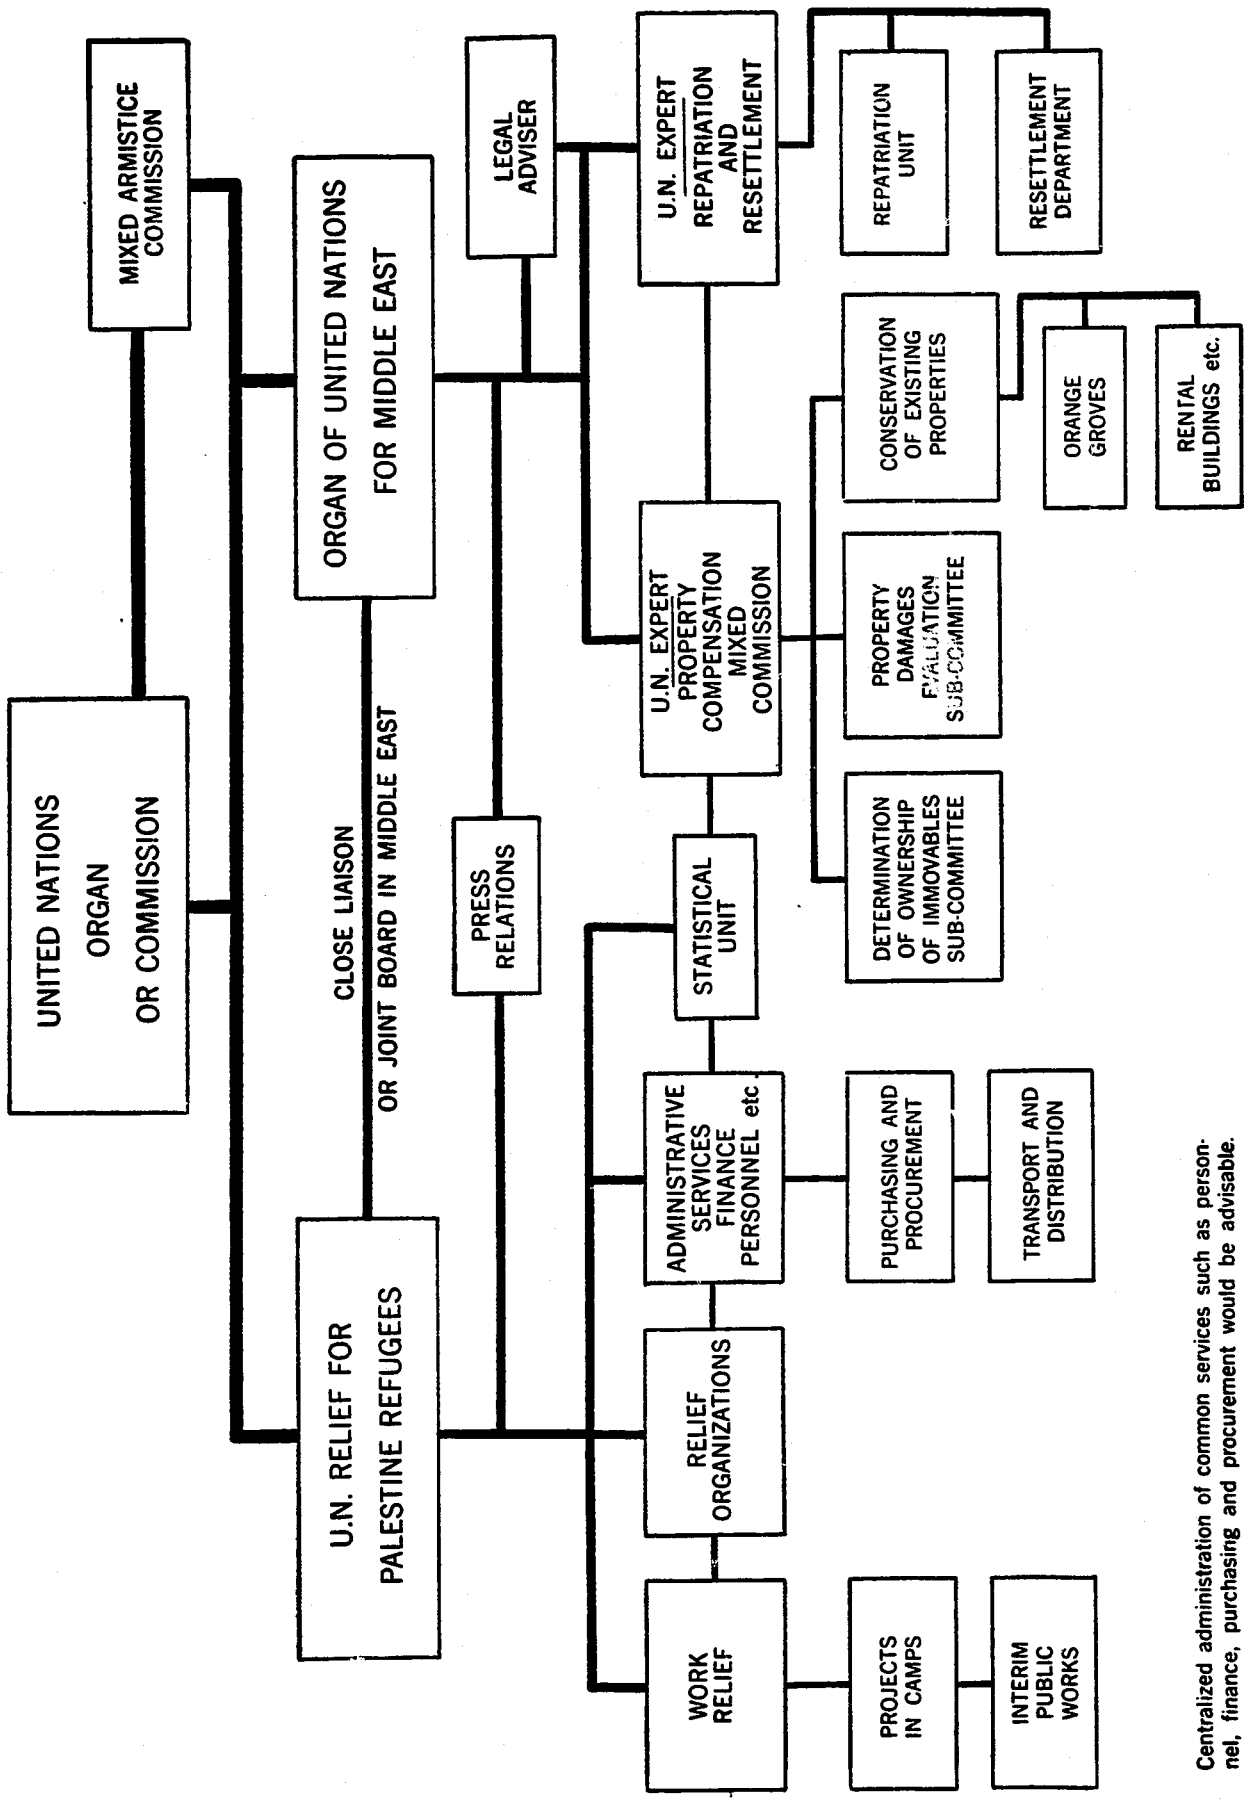 UNITED NATIONS
ORGAN
OR COMMISSION
MIXED ARMISTICE
COMMISSION
U.N. RELIEF FOR
PALESTINE REFUGEES
CLOSE LIAISON
OR JOINT BOARD IN MIDDLE EAST
ORGAN OF UNITED NATIONS
FOR MIDDLE EAST
PRESS
RELATIONS
LEGAL
ADVISER
WORK
RELIEF
RELIEF
ORGANIZATIONS
ADMINISTRATIVE
SERVICES
FINANCE
PERSONNEL etc.
STATISTICAL
UNIT
U.N. EXPERT
PROPERTY
COMPENSATION
MIXED
COMMISSION
U.N. EXPERT
REPATRIATION
AND
RESETTLEMENT
PROJECTS
IN CAMPS
INTERIM
PUBLIC
WORKS
PURCHASING AND
PROCUREMENT
TRANSPORT AND
DISTRIBUTION
DETERMINATION
OF OWNERSHIP
OF IMMOVABLES
SUB-COMMITTEE
PROPERTY
DAMAGES
EVALUATION
SUB-COMMITTEE
CONSERVATION
OF EXISTING
PROPERTIES
ORANGE
GROVES
RENTAL
BUILDINGS etc.
REPATRIATION
UNIT
RESETTLEMENT
DEPARTMENT
Centralized administration of common services such as person-
nel, finance, purchasing and procurement would be advisable.